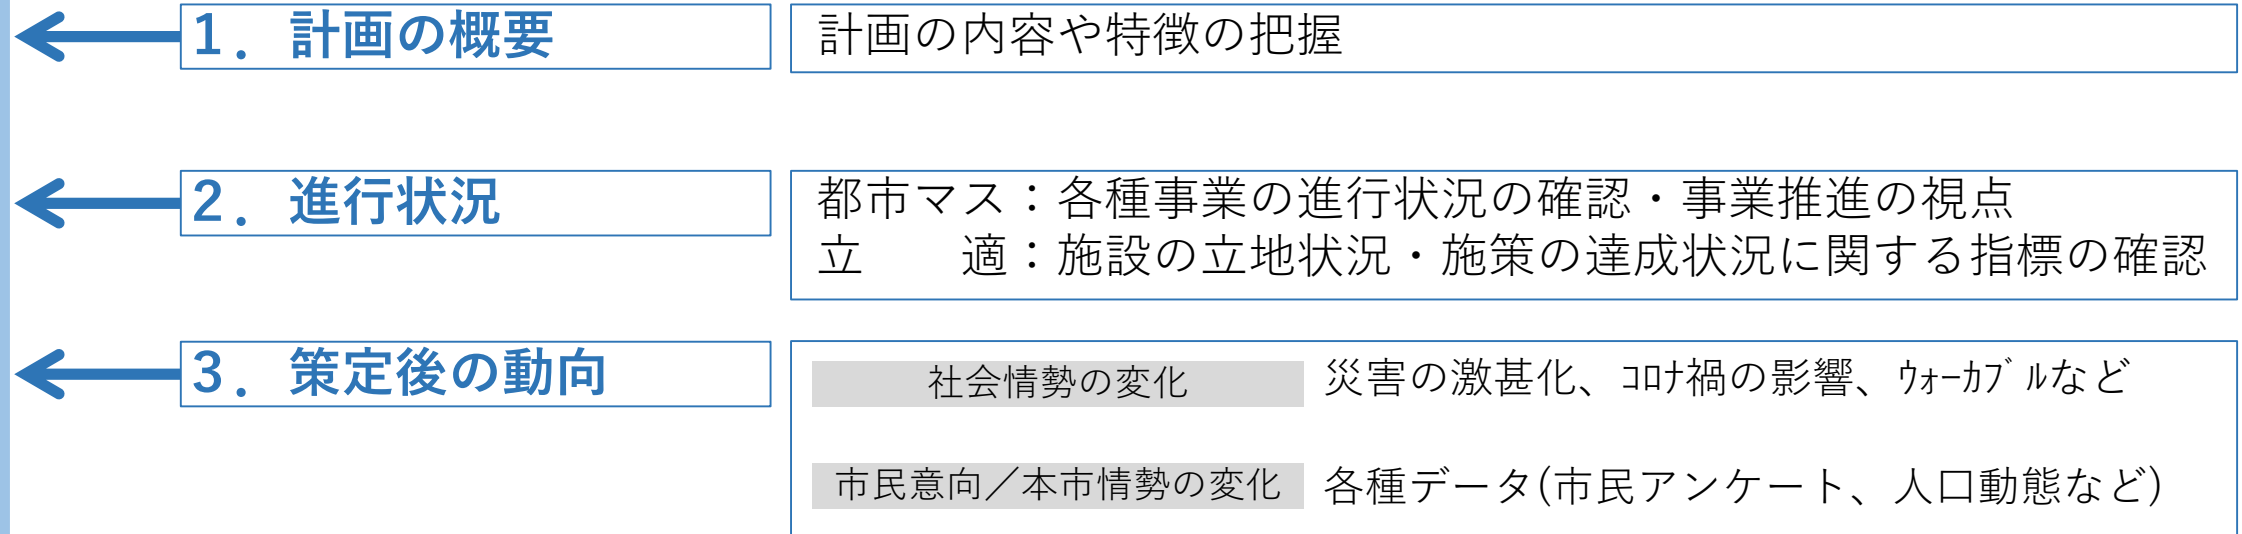 1．計画の概要
計画の内容や特徴の把握
2．進行状況
都市マス：各種事業の進行状況の確認・事業推進の視点
立　　適：施設の立地状況・施策の達成状況に関する指標の確認
3．策定後の動向
社会情勢の変化
災害の激甚化、ｺﾛﾅ禍の影響、ｳｫｰｶﾌﾞﾙなど
市民意向／本市情勢の変化
各種データ(市民アンケート、人口動態など)